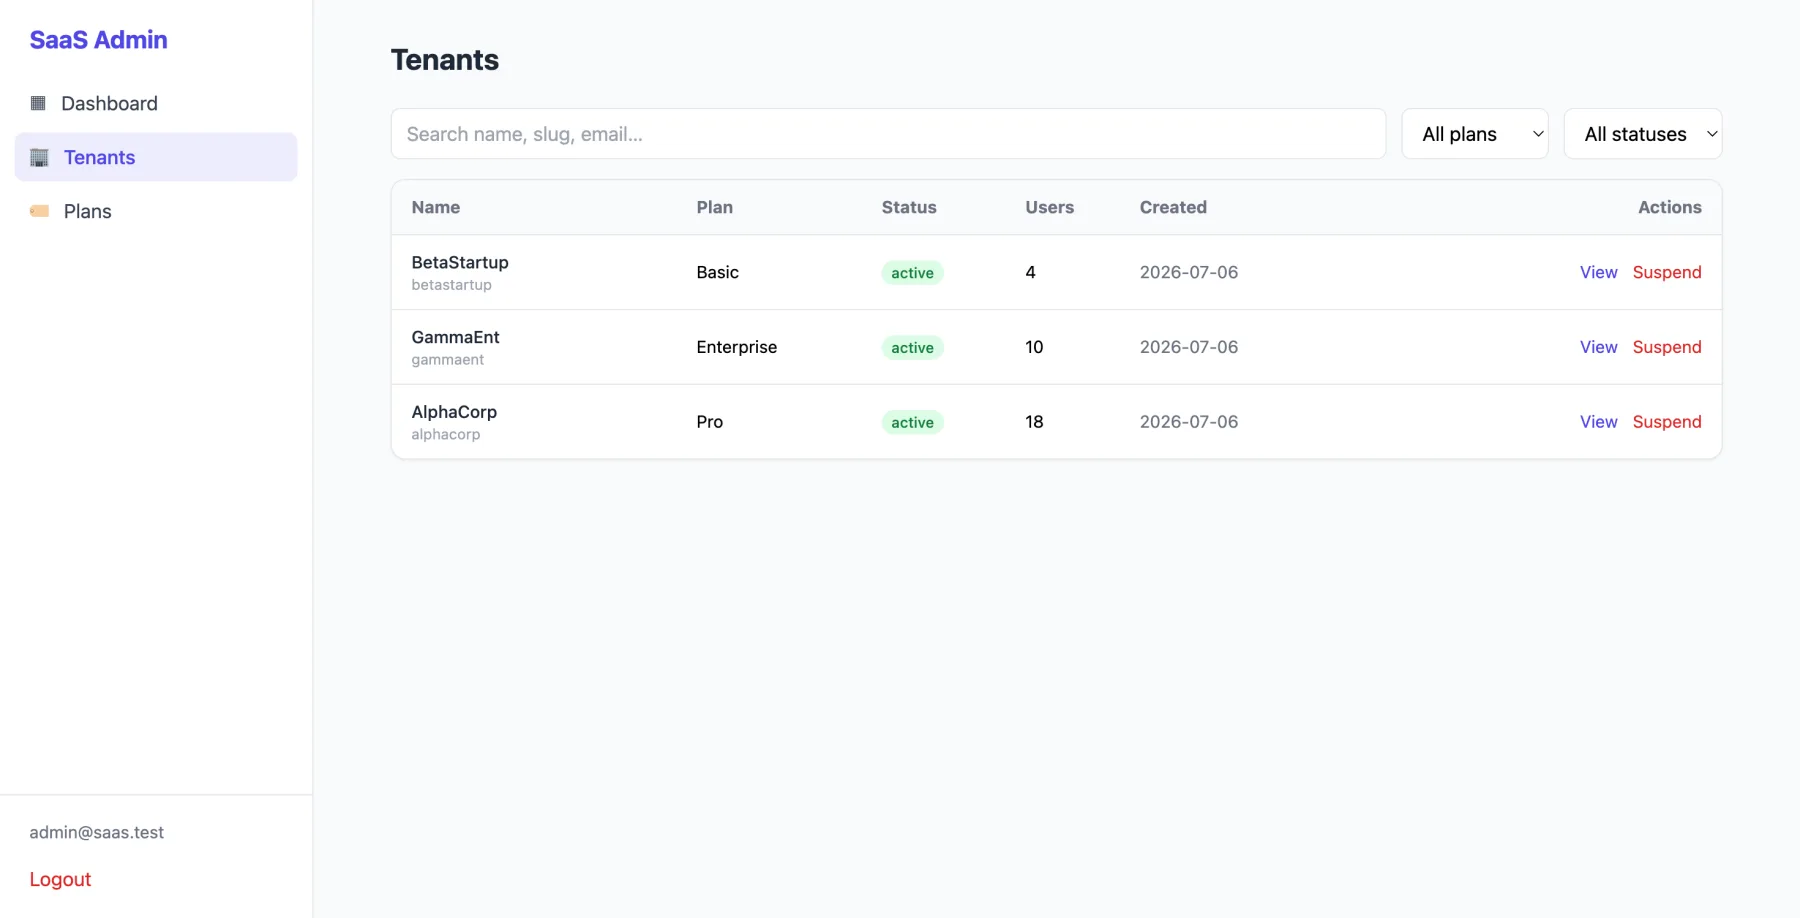 SaaS Admin
Dashboard
Tenants
Plans
admin@saas.test
Logout
Tenants
Search name, slug, email...
All plans
All statuses
Name Plan Status Users Created Actions
BetaStartup
betastartup
Basic active 4 2026-07-06 View Suspend
GammaEnt
gammaent
Enterprise active 10 2026-07-06 View Suspend
AlphaCorp
alphacorp
Pro active 18 2026-07-06 View Suspend